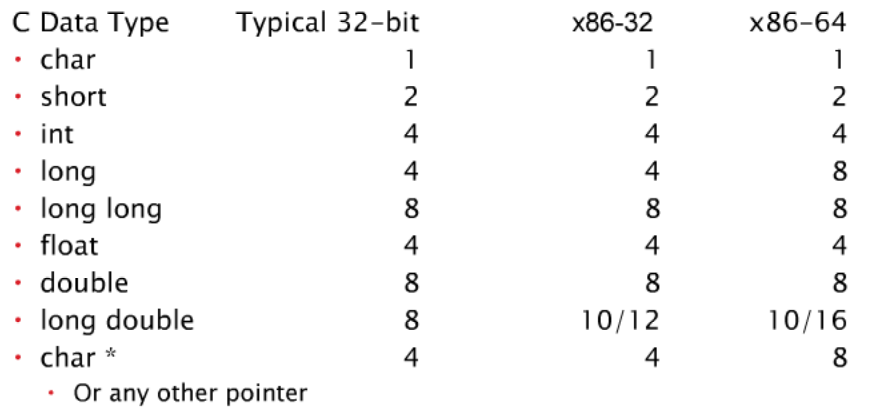 C Data Type Typical 32-bit x86-32 x86-64
• char 1 1 1
• short 2 2 2
• int 4 4 4
• long 4 4 8
• long long 8 8 8
• float 4 4 4
• double 8 8 8
• long double 8 10/12 10/16
• char * 4 4 8
• Or any other pointer